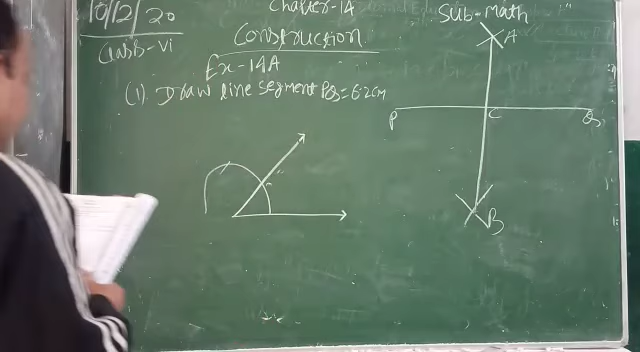 10/12/20
Chapter-14
Sub-Math
Class-VI
Construction
Ex-14A
(1). Draw line segment PQ=6.2cm
A
P
C
Q
B